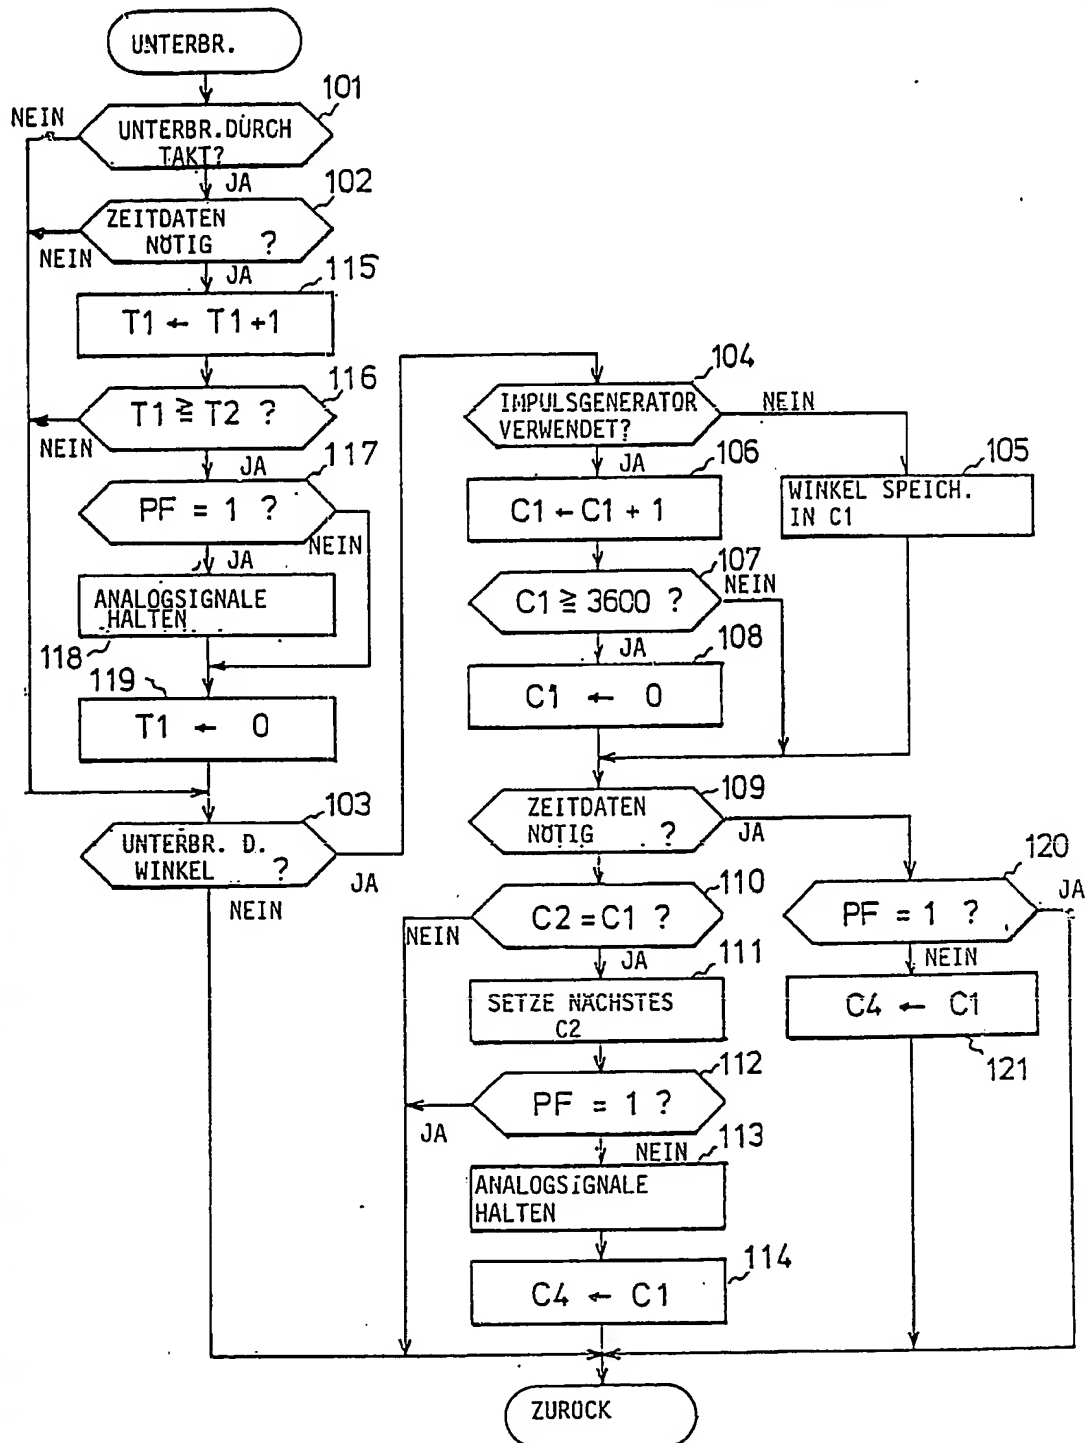 UNTERBR.
101
NEIN
UNTERBR.DURCH
TAKT?
JA
102
ZEITDATEN
NÖTIG ?
NEIN
JA
115
T1 ← T1+1
116
T1 ≧ T2 ?
NEIN
JA
117
PF = 1 ?
NEIN
JA
ANALOGSIGNALE
HALTEN
118
119
T1 ← 0
103
UNTERBR. D.
WINKEL ?
JA
NEIN
104
IMPULSGENERATOR
VERWENDET?
NEIN
JA
106
C1 ← C1 + 1
105
WINKEL SPEICH.
IN C1
107
C1 ≧ 3600 ?
NEIN
JA
108
C1 ← 0
109
ZEITDATEN
NÖTIG ?
JA
110
C2 = C1 ?
NEIN
JA
111
SETZE NÄCHSTES
C2
112
PF = 1 ?
JA
NEIN
113
ANALOGSIGNALE
HALTEN
114
C4 ← C1
120
PF = 1 ?
JA
NEIN
C4 ← C1
121
ZURÜCK